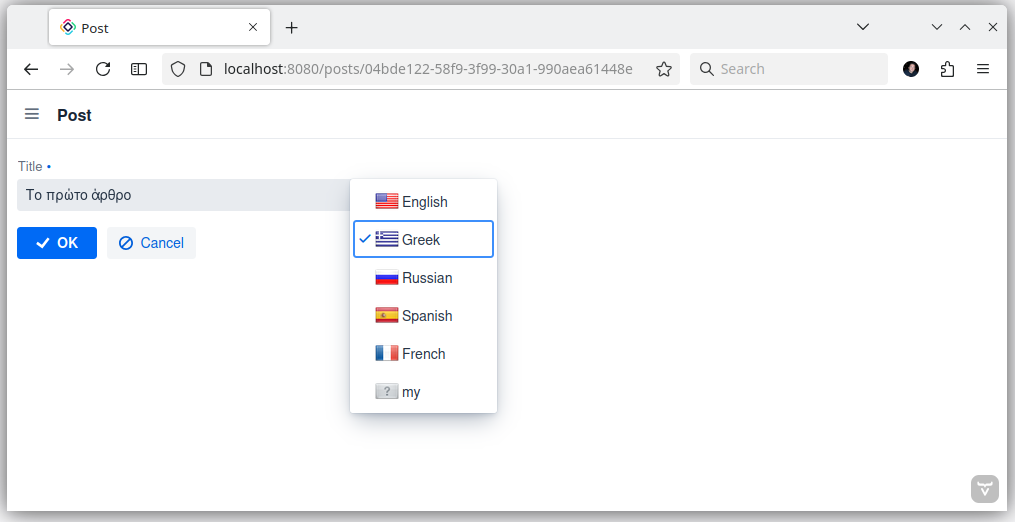 Post
localhost:8080/posts/04bde122-58f9-3f99-30a1-990aea61448e
Search
Post
Title •
Το πρώτο άρθρο
English
Greek
OK
Cancel
Russian
Spanish
French
? my